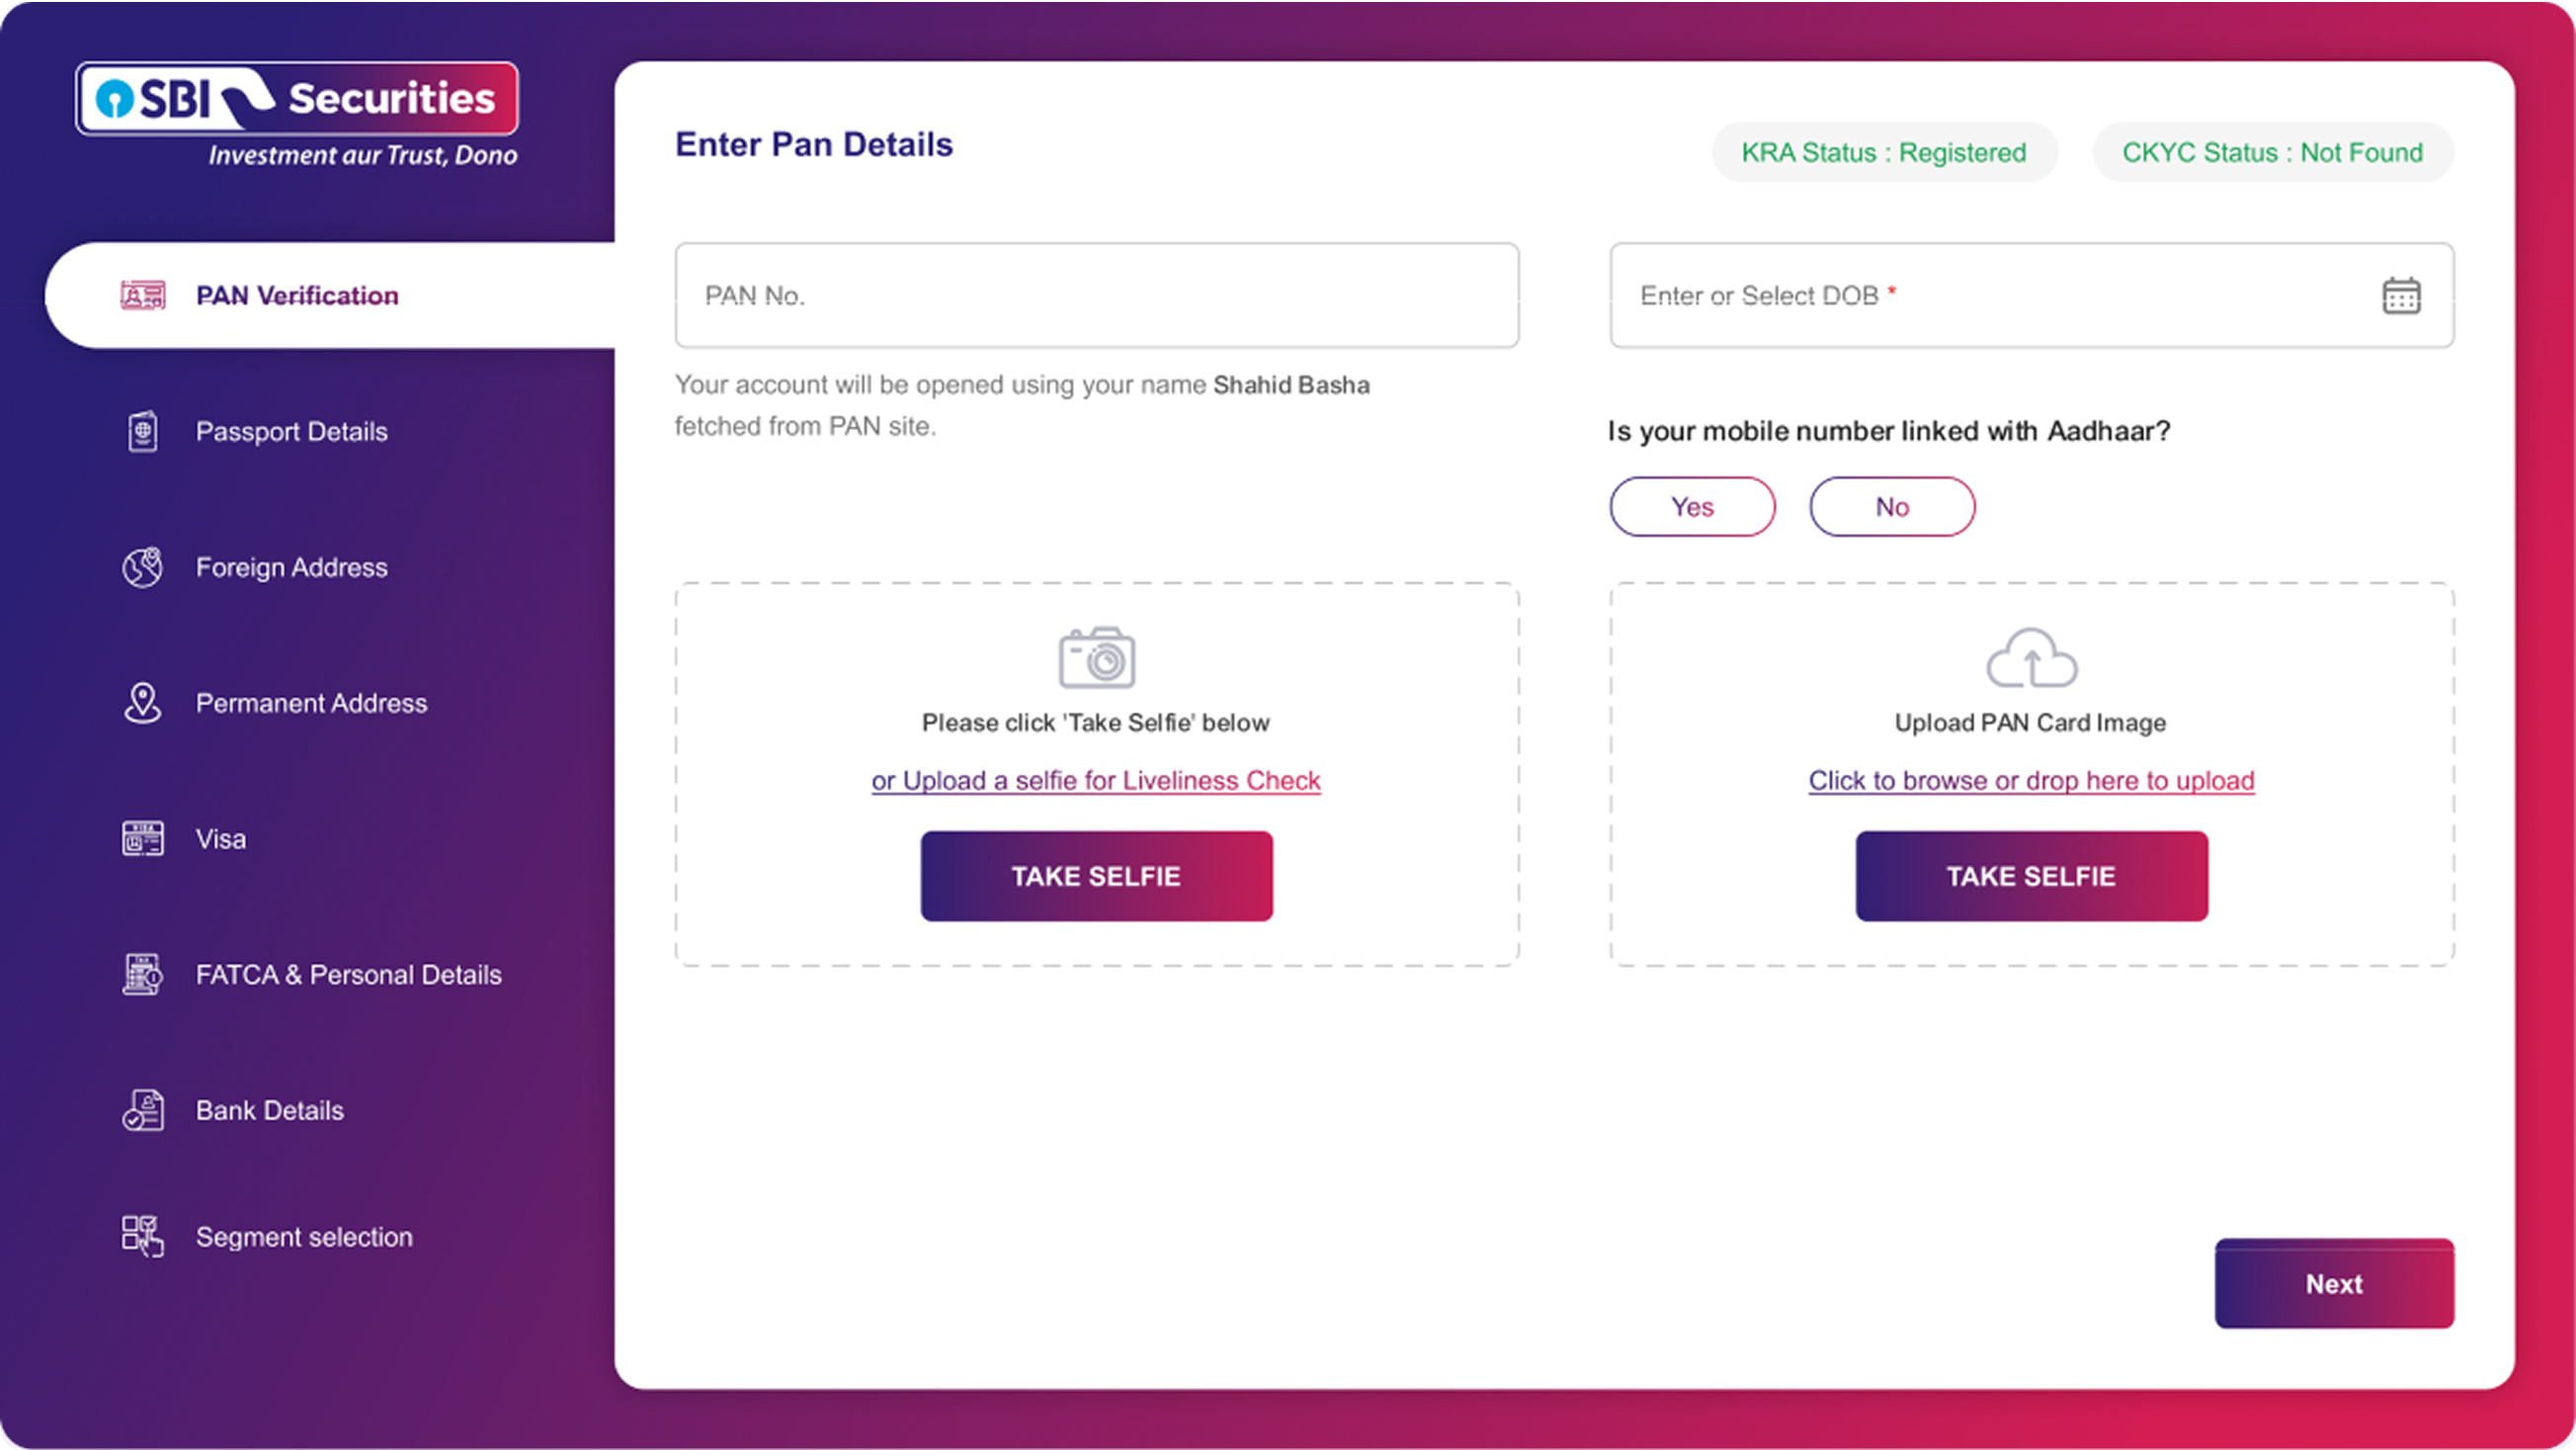 SBI Securities
Investment aur Trust, Dono
PAN Verification
Passport Details
Foreign Address
Permanent Address
VISA
Visa
FATCA & Personal Details
Bank Details
Segment selection
Enter Pan Details
KRA Status : Registered
CKYC Status : Not Found
PAN No.
Enter or Select DOB *
Your account will be opened using your name Shahid Basha
fetched from PAN site.
Is your mobile number linked with Aadhaar?
Yes
No
Please click 'Take Selfie' below
or Upload a selfie for Liveliness Check
TAKE SELFIE
Upload PAN Card Image
Click to browse or drop here to upload
TAKE SELFIE
Next